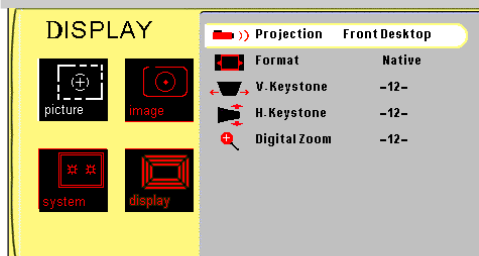 DISPLAY
picture
image
system
display
Projection Front Desktop
Format Native
V. Keystone -12-
H. Keystone -12-
Digital Zoom -12-